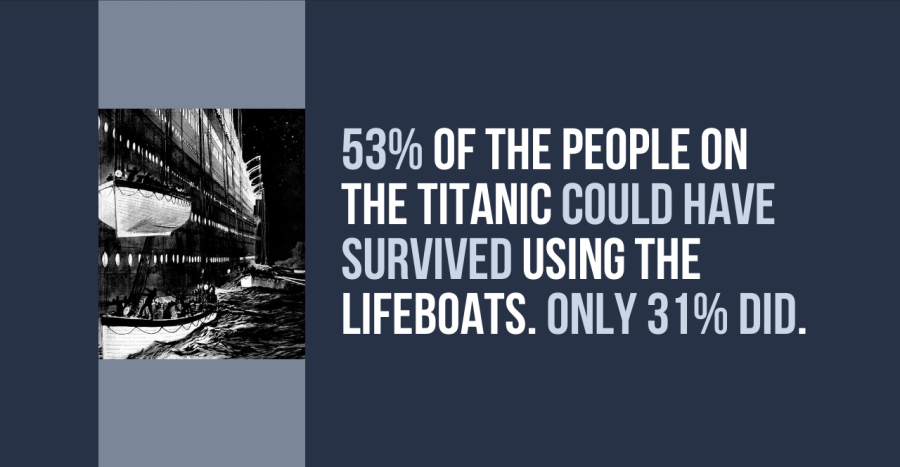 53% OF THE PEOPLE ON
THE TITANIC COULD HAVE
SURVIVED USING THE
LIFEBOATS. ONLY 31% DID.